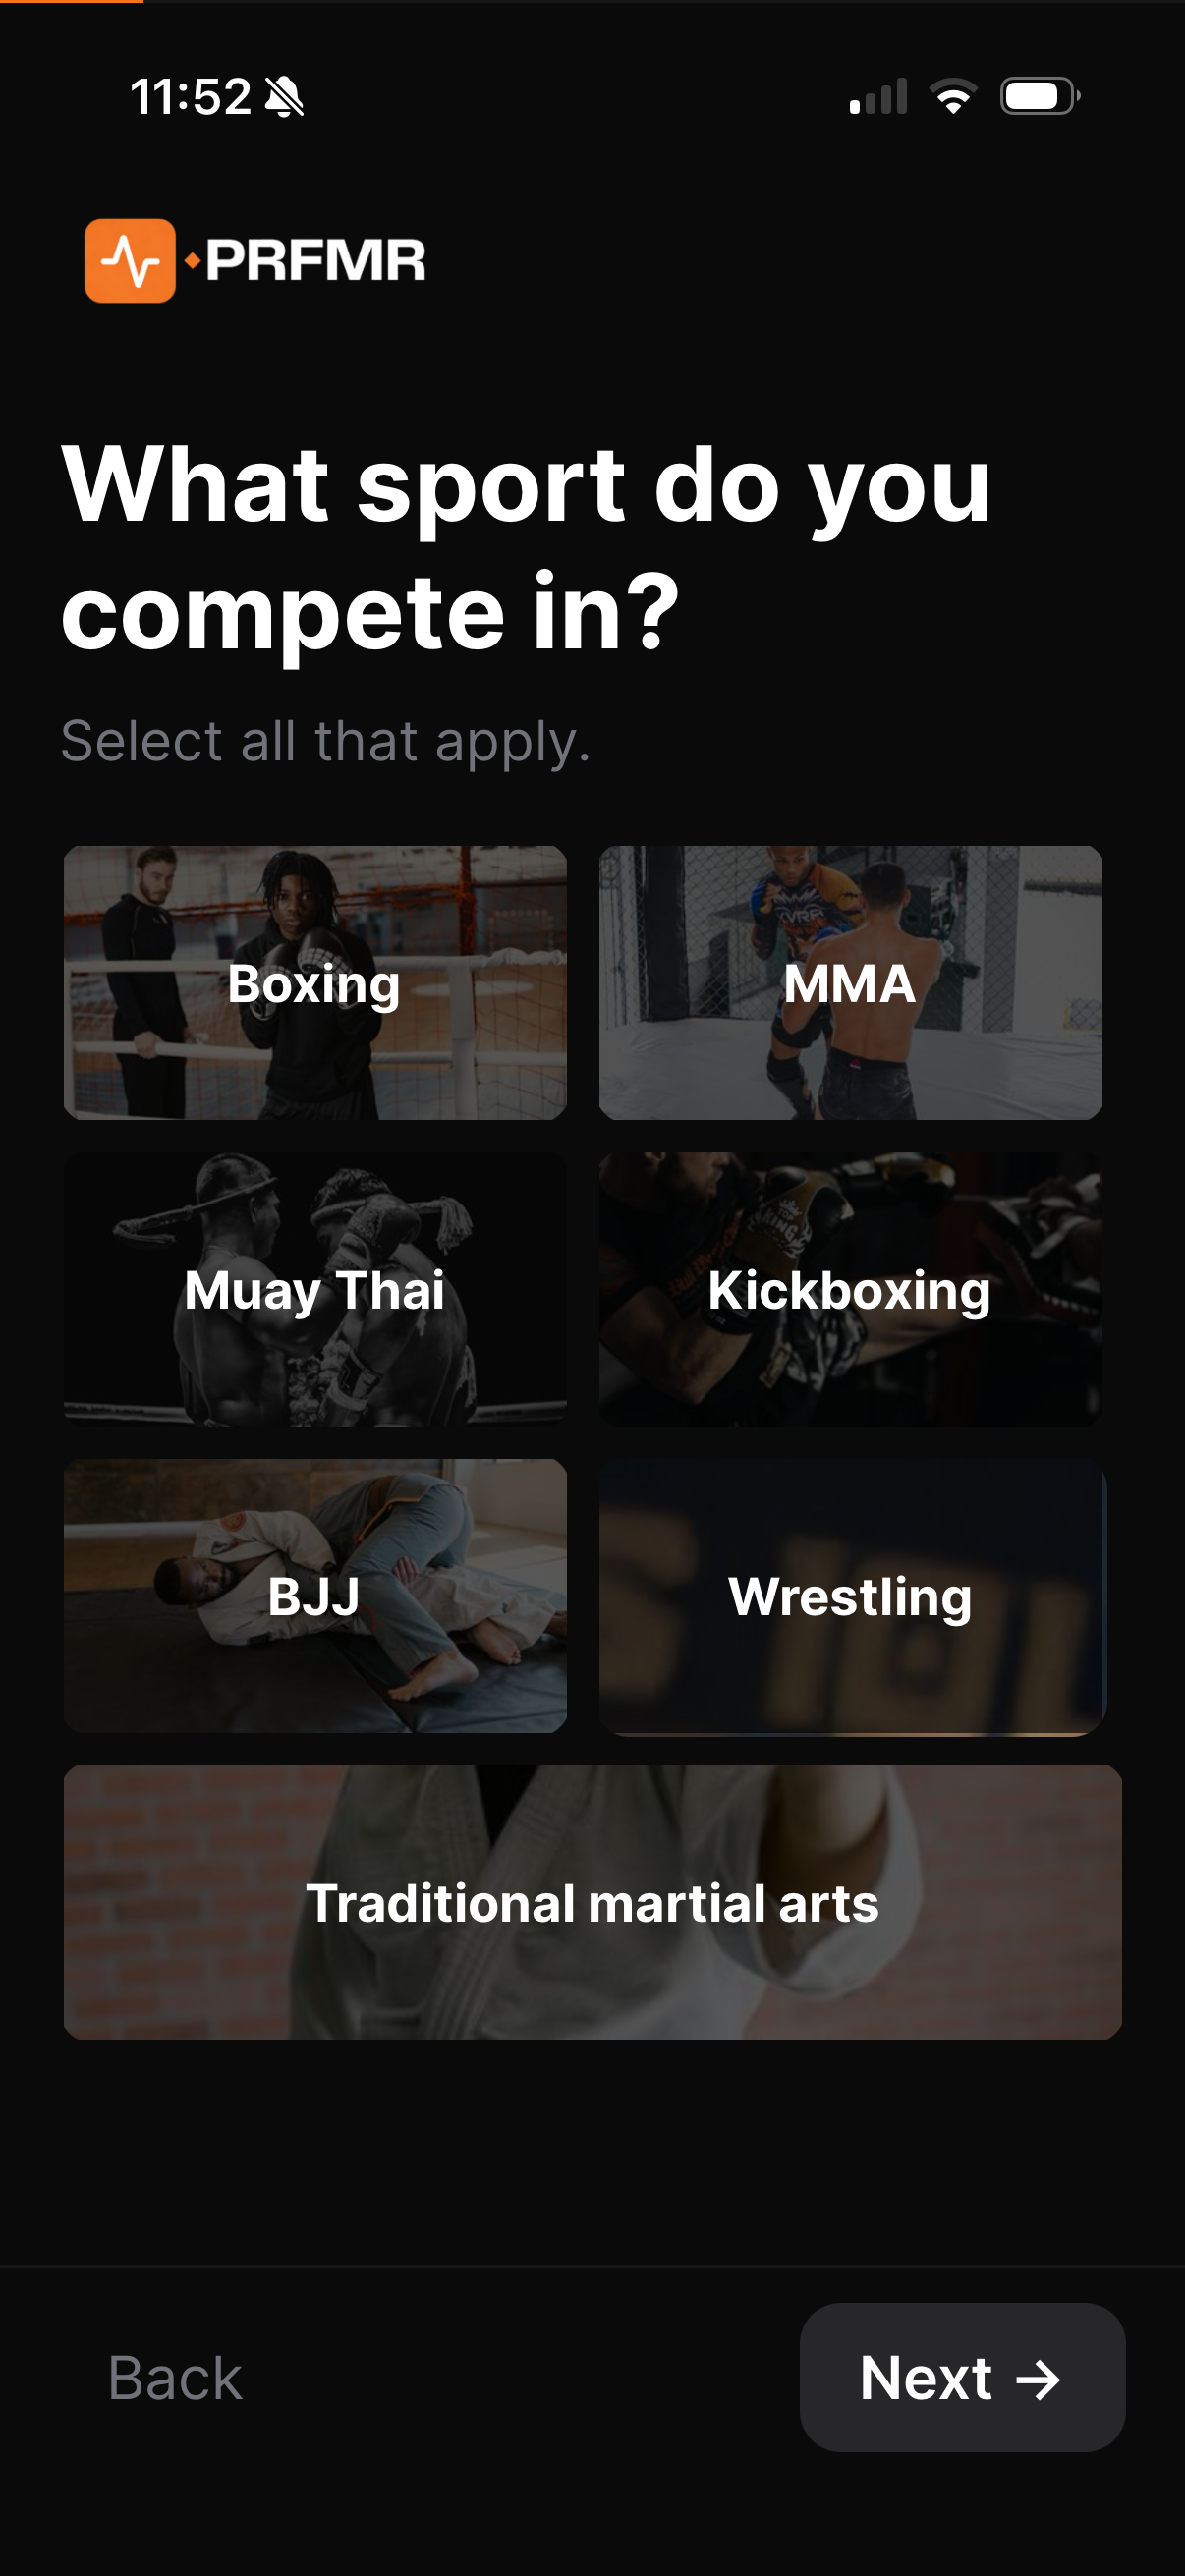 11:52
PRFMR
What sport do you
compete in?
Select all that apply.
Boxing
MMA
Muay Thai
Kickboxing
BJJ
Wrestling
Traditional martial arts
Back
Next →